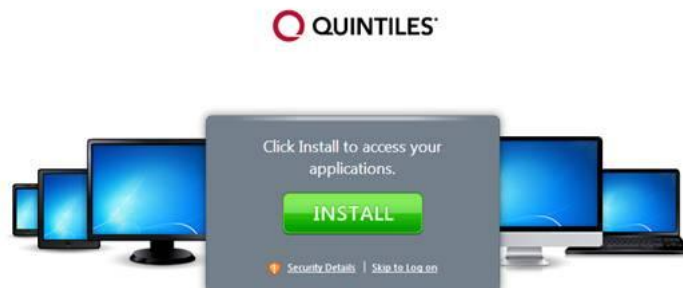 QUINTILES
Click Install to access your
applications.
INSTALL
Security Details | Skip to Log on